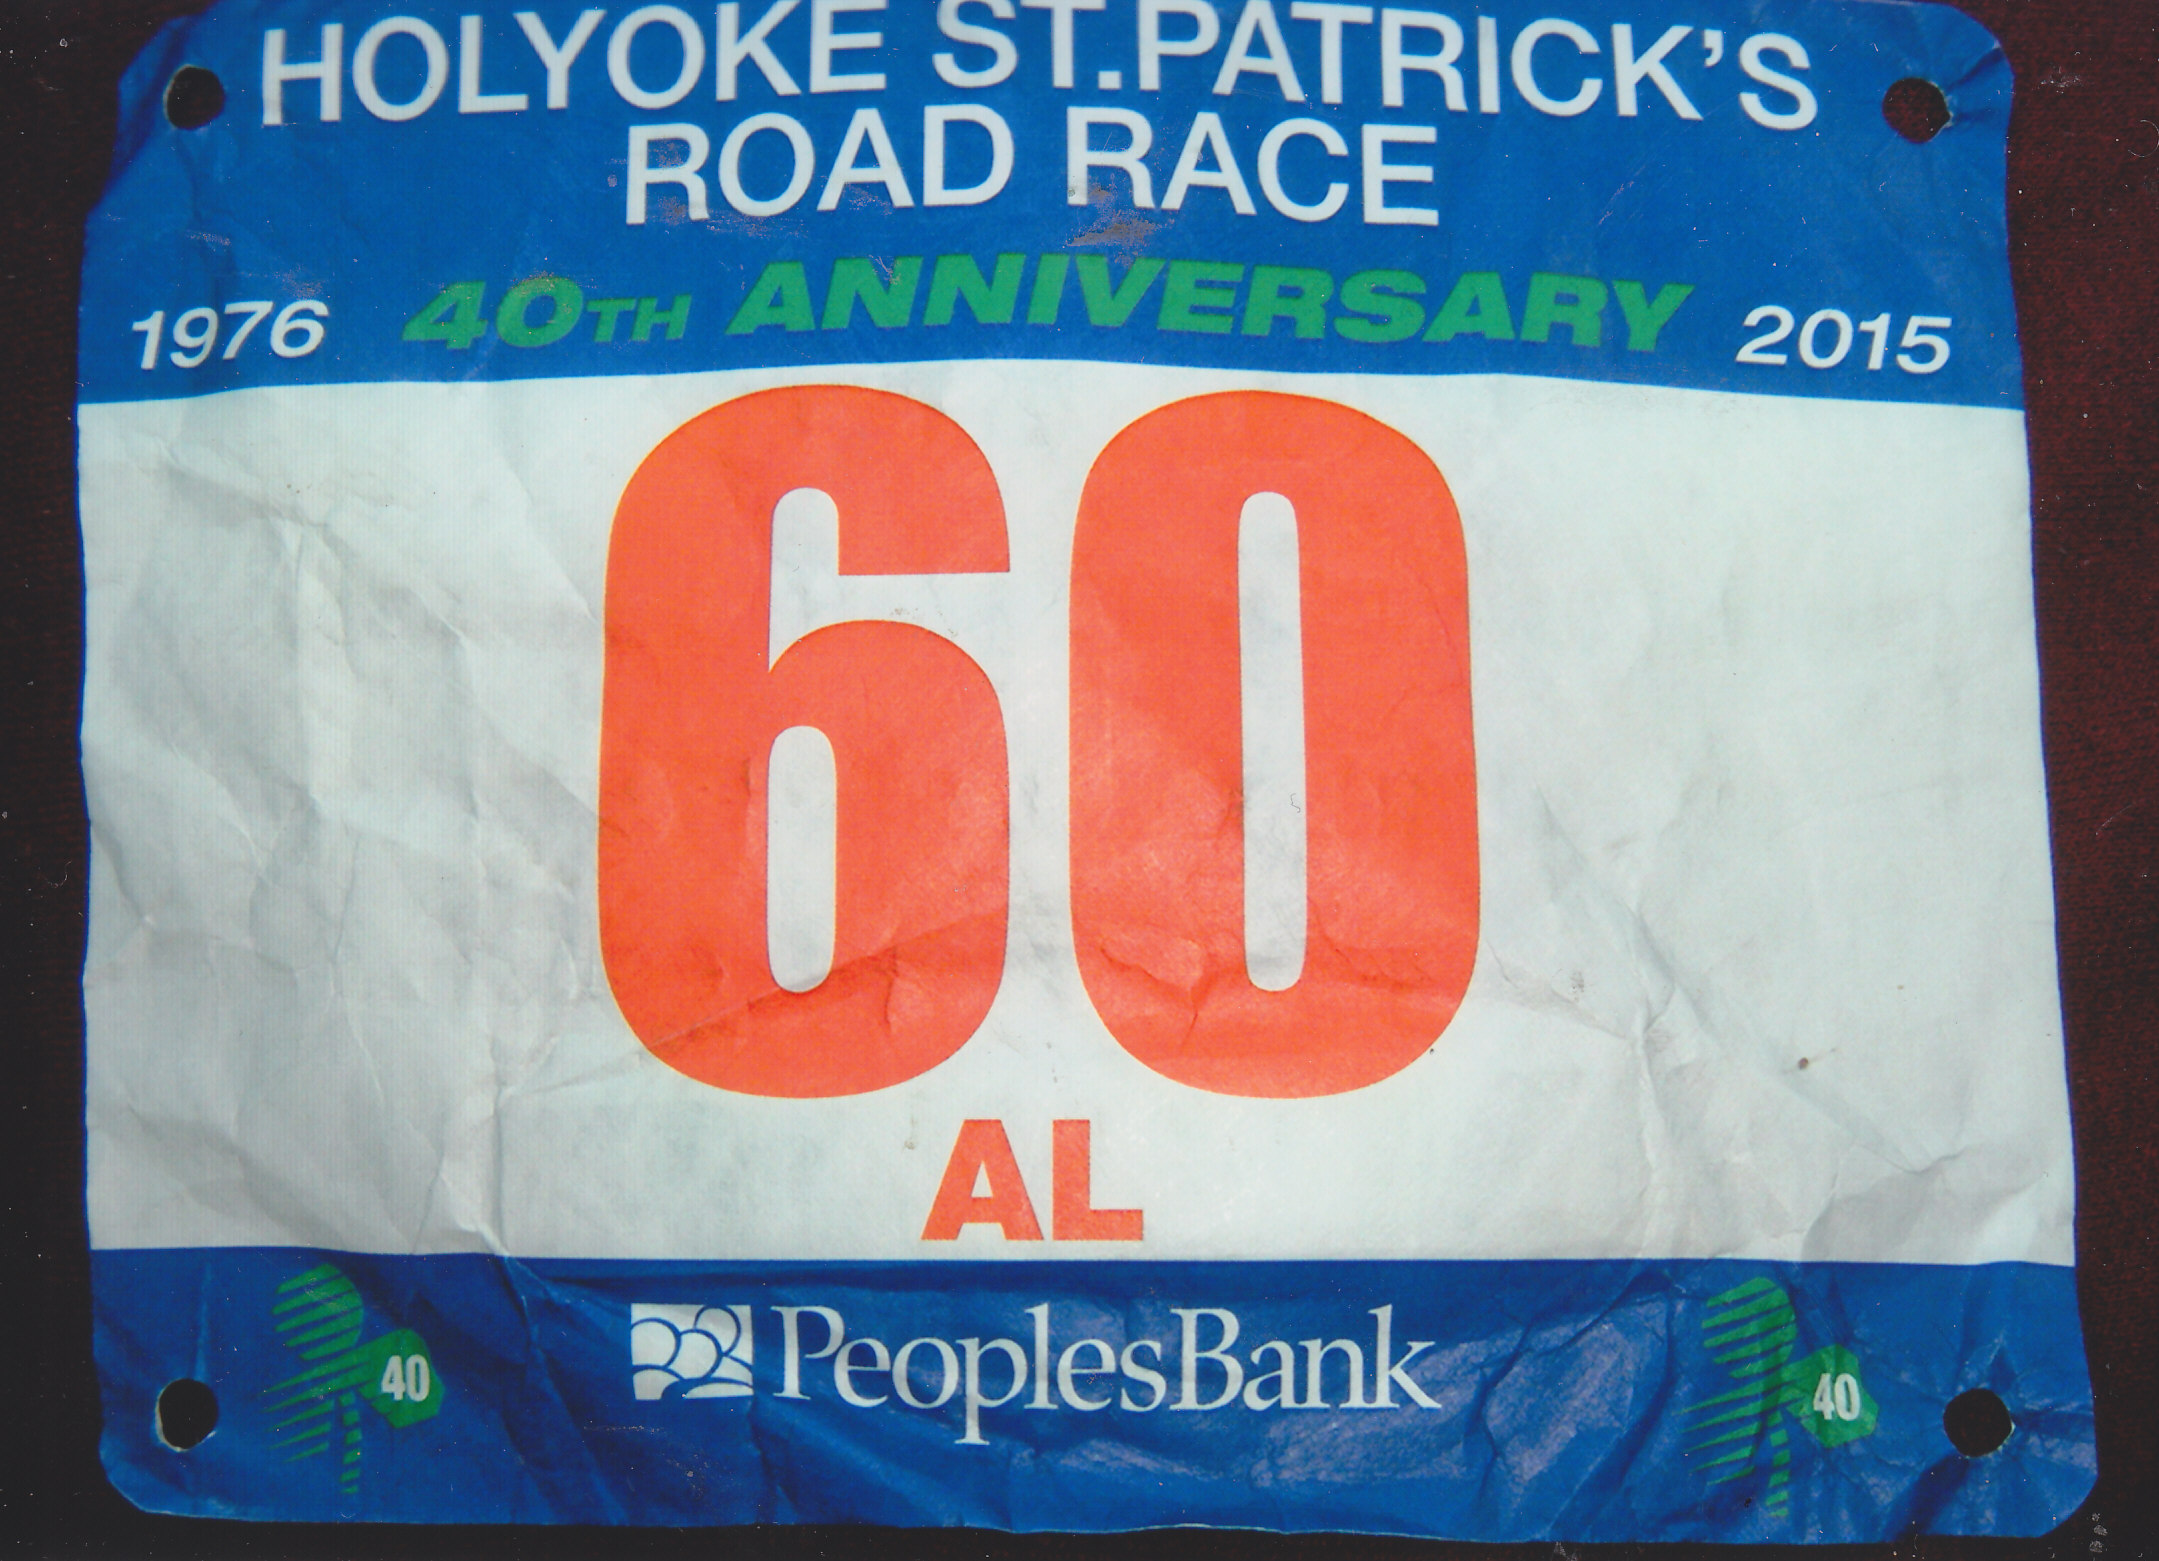 HOLYOKE ST.PATRICK'S
ROAD RACE
1976 40TH ANNIVERSARY 2015
60
AL
PeoplesBank
40
40